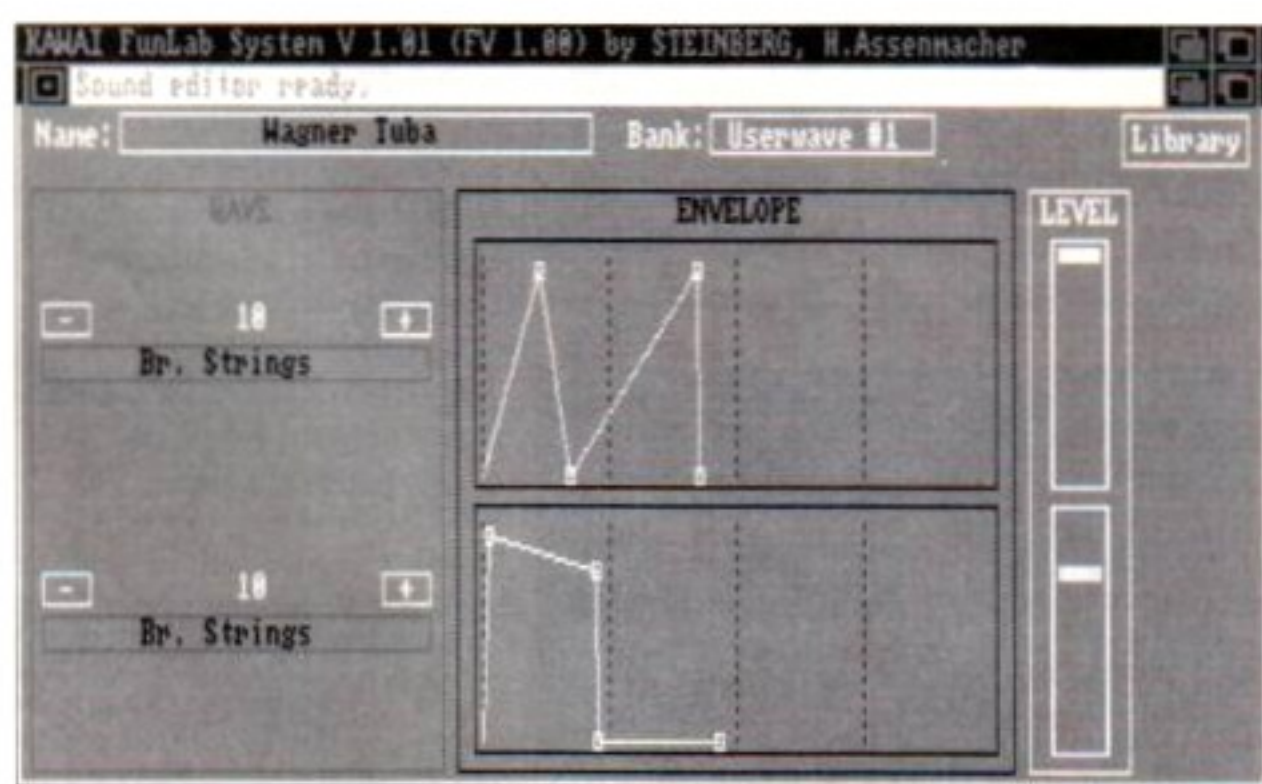 KAWAI FunLab System V 1.01 (FV 1.00) by STEINBERG, H.Assenmacher
Sound editor ready.
Name: Wagner Tuba Bank: Userwave #1 Library
WAVE ENVELOPE LEVEL
- 10 +
Br. Strings
- 10 +
Br. Strings